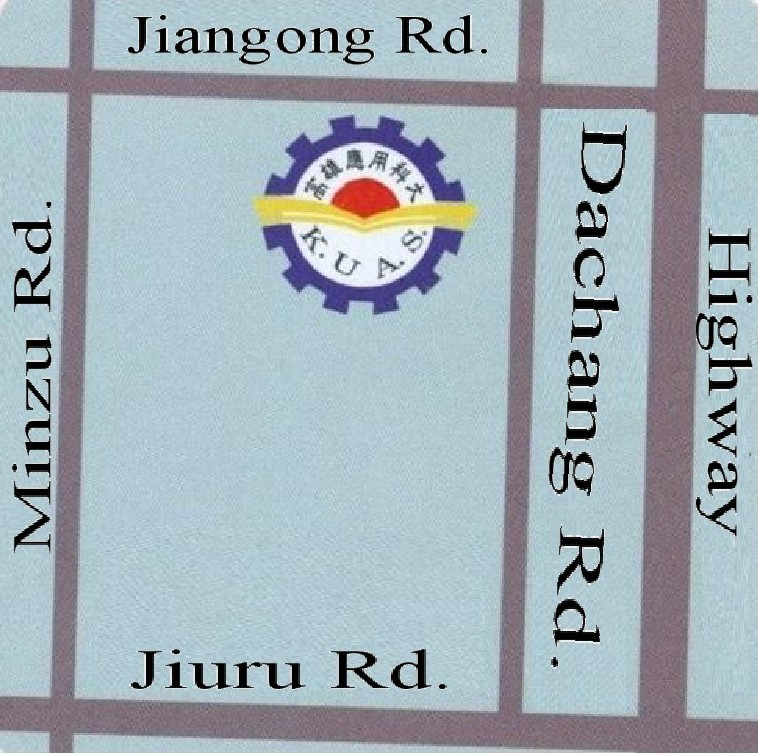 Jiangong Rd.
高雄應用科大
K.U.A.S.
Minzu Rd.
Dachang Rd.
Highway
Jiuru Rd.